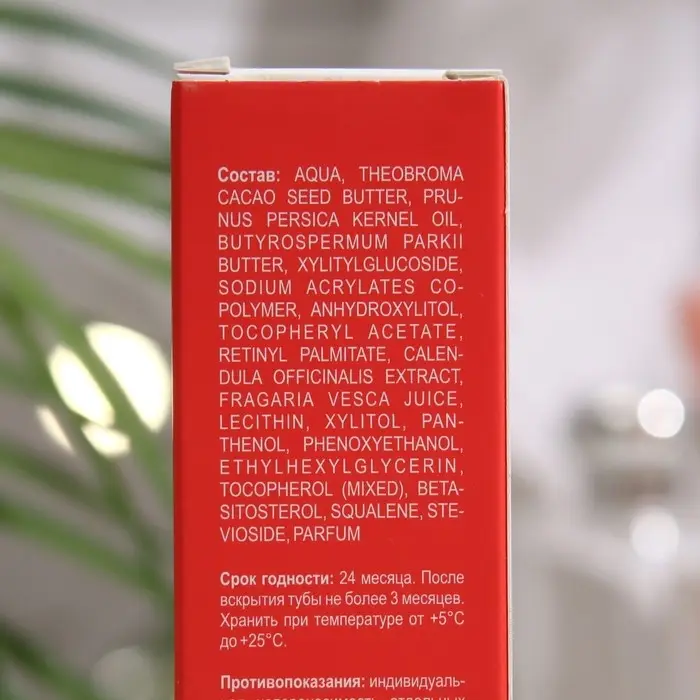 Состав: AQUA, THEOBROMA
CACAO SEED BUTTER, PRU-
NUS PERSICA KERNEL OIL,
BUTYROSPERMUM PARKII
BUTTER, XYLITYLGLUCOSIDE,
SODIUM ACRYLATES CO-
POLYMER, ANHYDROXYLITOL,
TOCOPHERYL ACETATE,
RETINYL PALMITATE, CALEN-
DULA OFFICINALIS EXTRACT,
FRAGARIA VESCA JUICE,
LECITHIN, XYLITOL, PAN-
THENOL, PHENOXYETHANOL,
ETHYLHEXYLGLYCERIN,
TOCOPHEROL (MIXED), BETA-
SITOSTEROL, SQUALENE, STE-
VIOSIDE, PARFUM
Срок годности: 24 месяца. После
вскрытия тубы не более 3 месяцев.
Хранить при температуре от +5°C
до +25°C.
Противопоказания: индивидуаль-